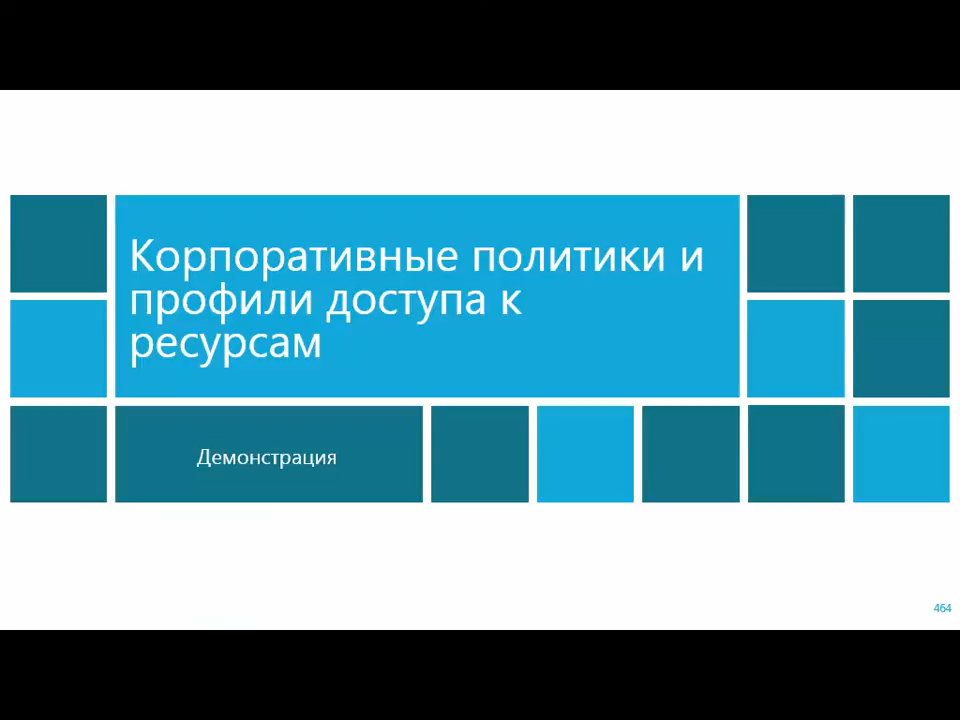 Корпоративные политики и
профили доступа к
ресурсам
Демонстрация
464